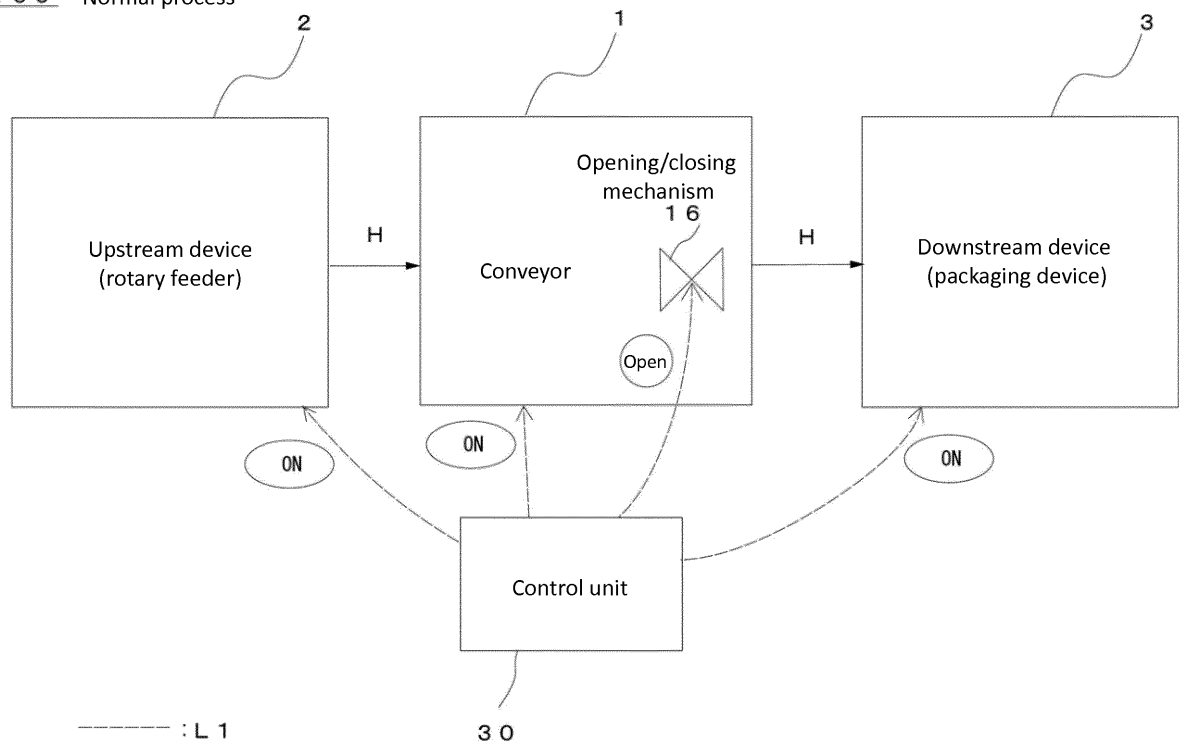 Normal process
2
1
3
Opening/closing
mechanism
16
Upstream device
(rotary feeder)
H
Conveyor
H
Downstream device
(packaging device)
Open
ON
ON
ON
Control unit
:L1
30